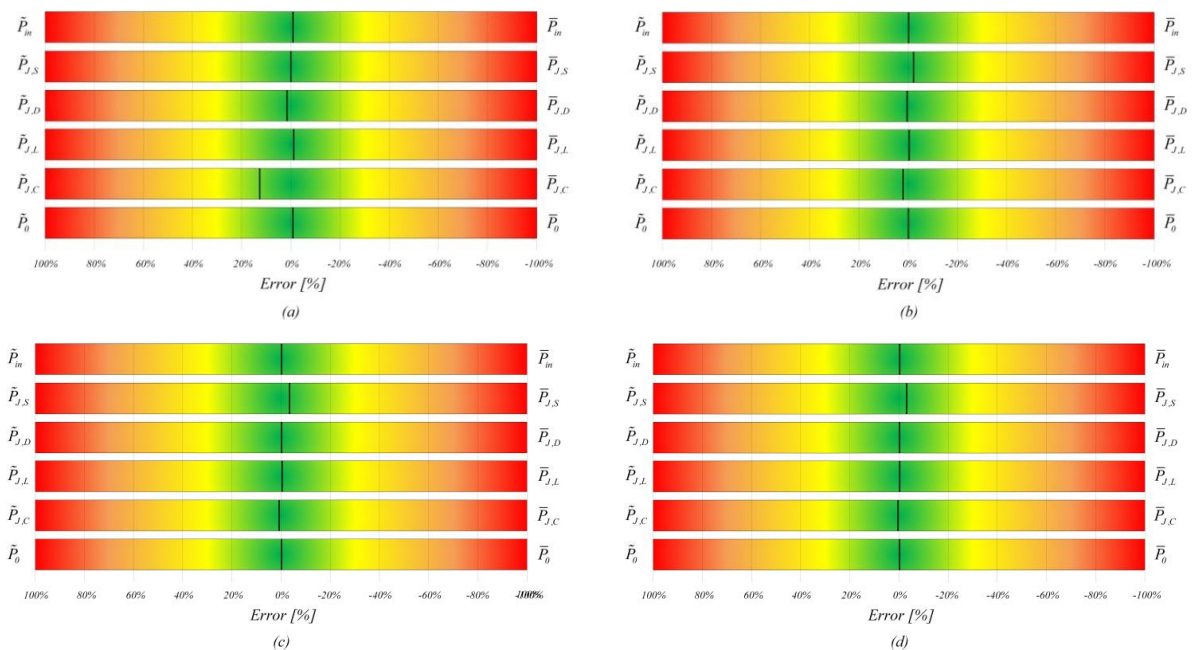 P̃in P̄in
P̃J,S P̄J,S
P̃J,D P̄J,D
P̃J,L P̄J,L
P̃J,C P̄J,C
P̃0 P̄0
100% 80% 60% 40% 20% 0% -20% -40% -60% -80% -100%
Error [%]
(a)
P̃in P̄in
P̃J,S P̄J,S
P̃J,D P̄J,D
P̃J,L P̄J,L
P̃J,C P̄J,C
P̃0 P̄0
100% 80% 60% 40% 20% 0% -20% -40% -60% -80% -100%
Error [%]
(b)
P̃in P̄in
P̃J,S P̄J,S
P̃J,D P̄J,D
P̃J,L P̄J,L
P̃J,C P̄J,C
P̃0 P̄0
100% 80% 60% 40% 20% 0% -20% -40% -60% -80%
Error [%]
(c)
P̃in P̄in
P̃J,S P̄J,S
P̃J,D P̄J,D
P̃J,L P̄J,L
P̃J,C P̄J,C
P̃0 P̄0
100% 80% 60% 40% 20% 0% -20% -40% -60% -80% -100%
Error [%]
(d)